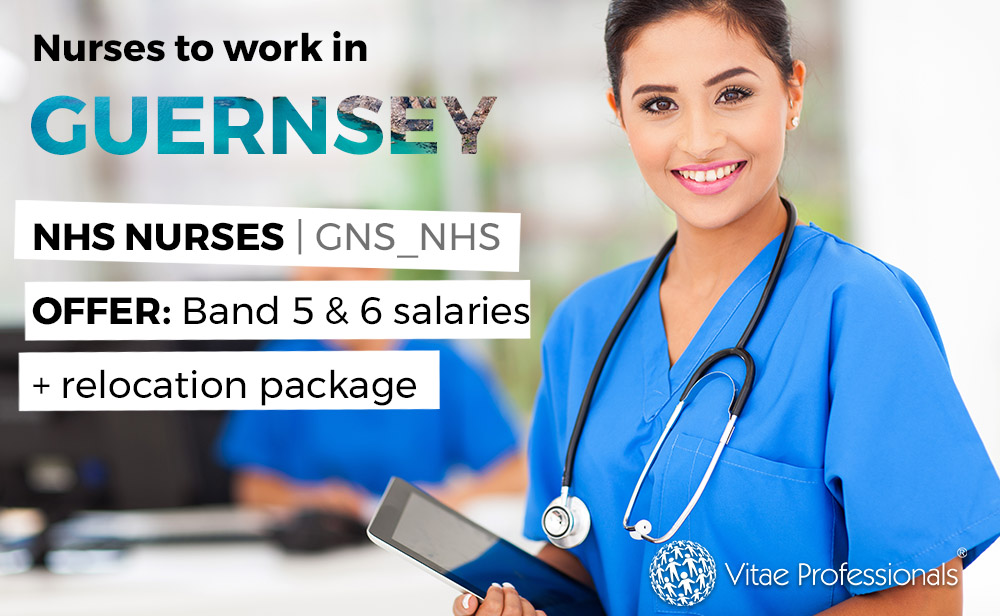 Nurses to work in
GUERNSEY
NHS NURSES | GNS_NHS
OFFER: Band 5 & 6 salaries
+ relocation package
Vitae Professionals®